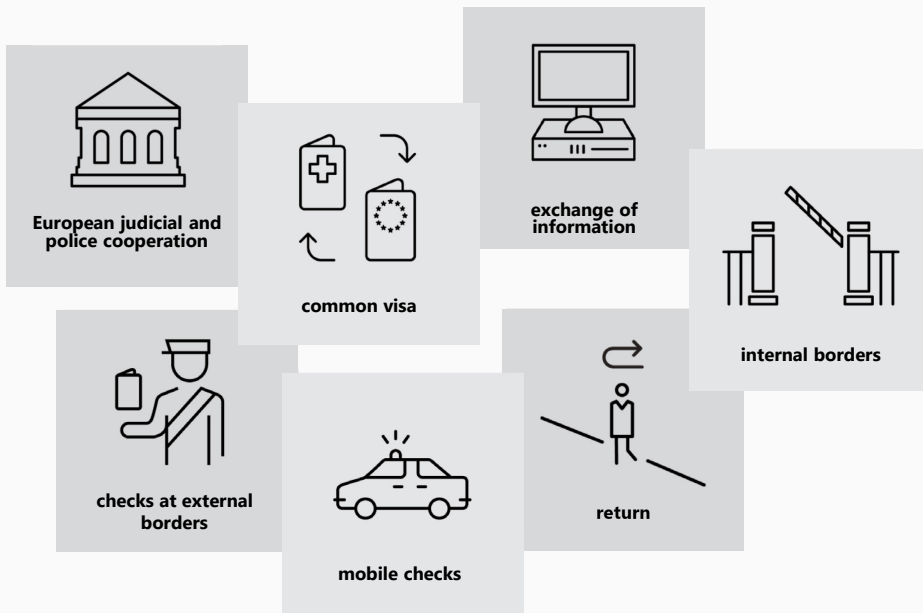 European judicial and
police cooperation
common visa
exchange of
information
internal borders
checks at external
borders
mobile checks
return